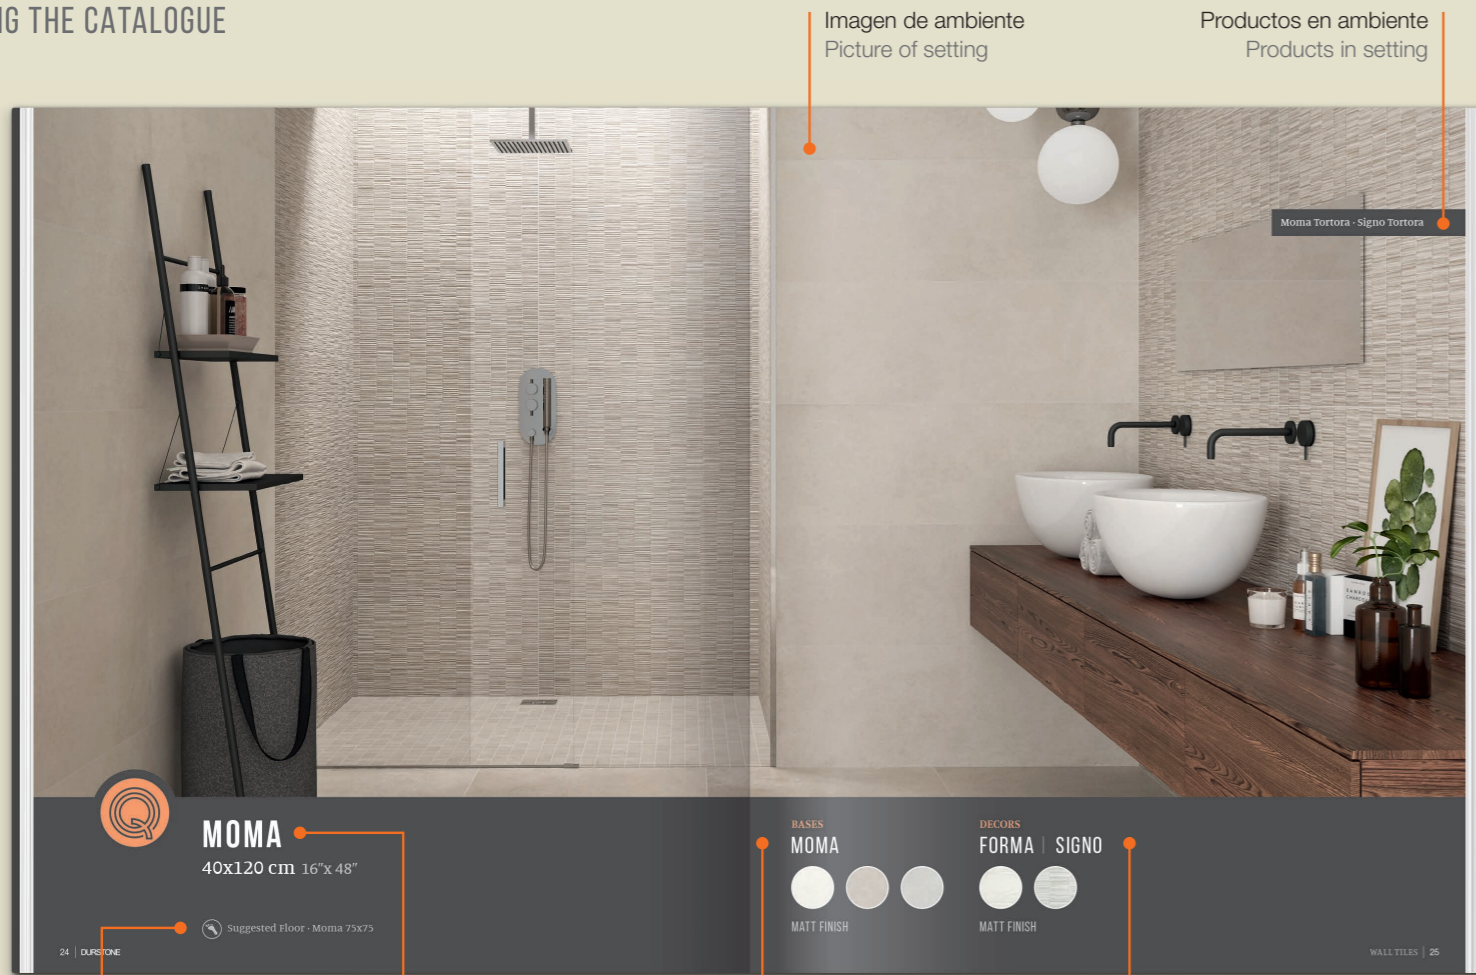 THE CATALOGUE
Imagen de ambiente
Picture of setting
Productos en ambiente
Products in setting
Moma Tortora · Signo Tortora
Q
MOMA
40x120 cm 16”x 48”
Suggested Floor · Moma 75x75
24 | DURSTONE
BASES
MOMA
MATT FINISH
DECORS
FORMA | SIGNO
MATT FINISH
WALL TILES | 25